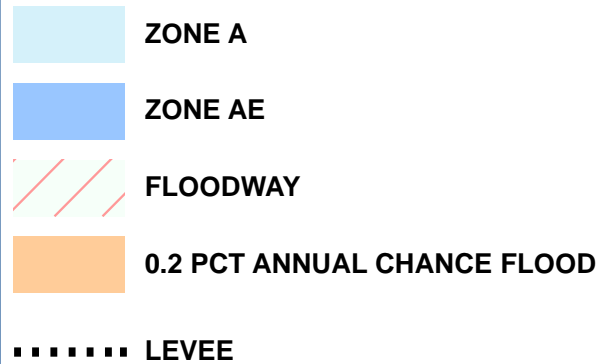 ZONE A
ZONE AE
FLOODWAY
0.2 PCT ANNUAL CHANCE FLOOD
LEVEE